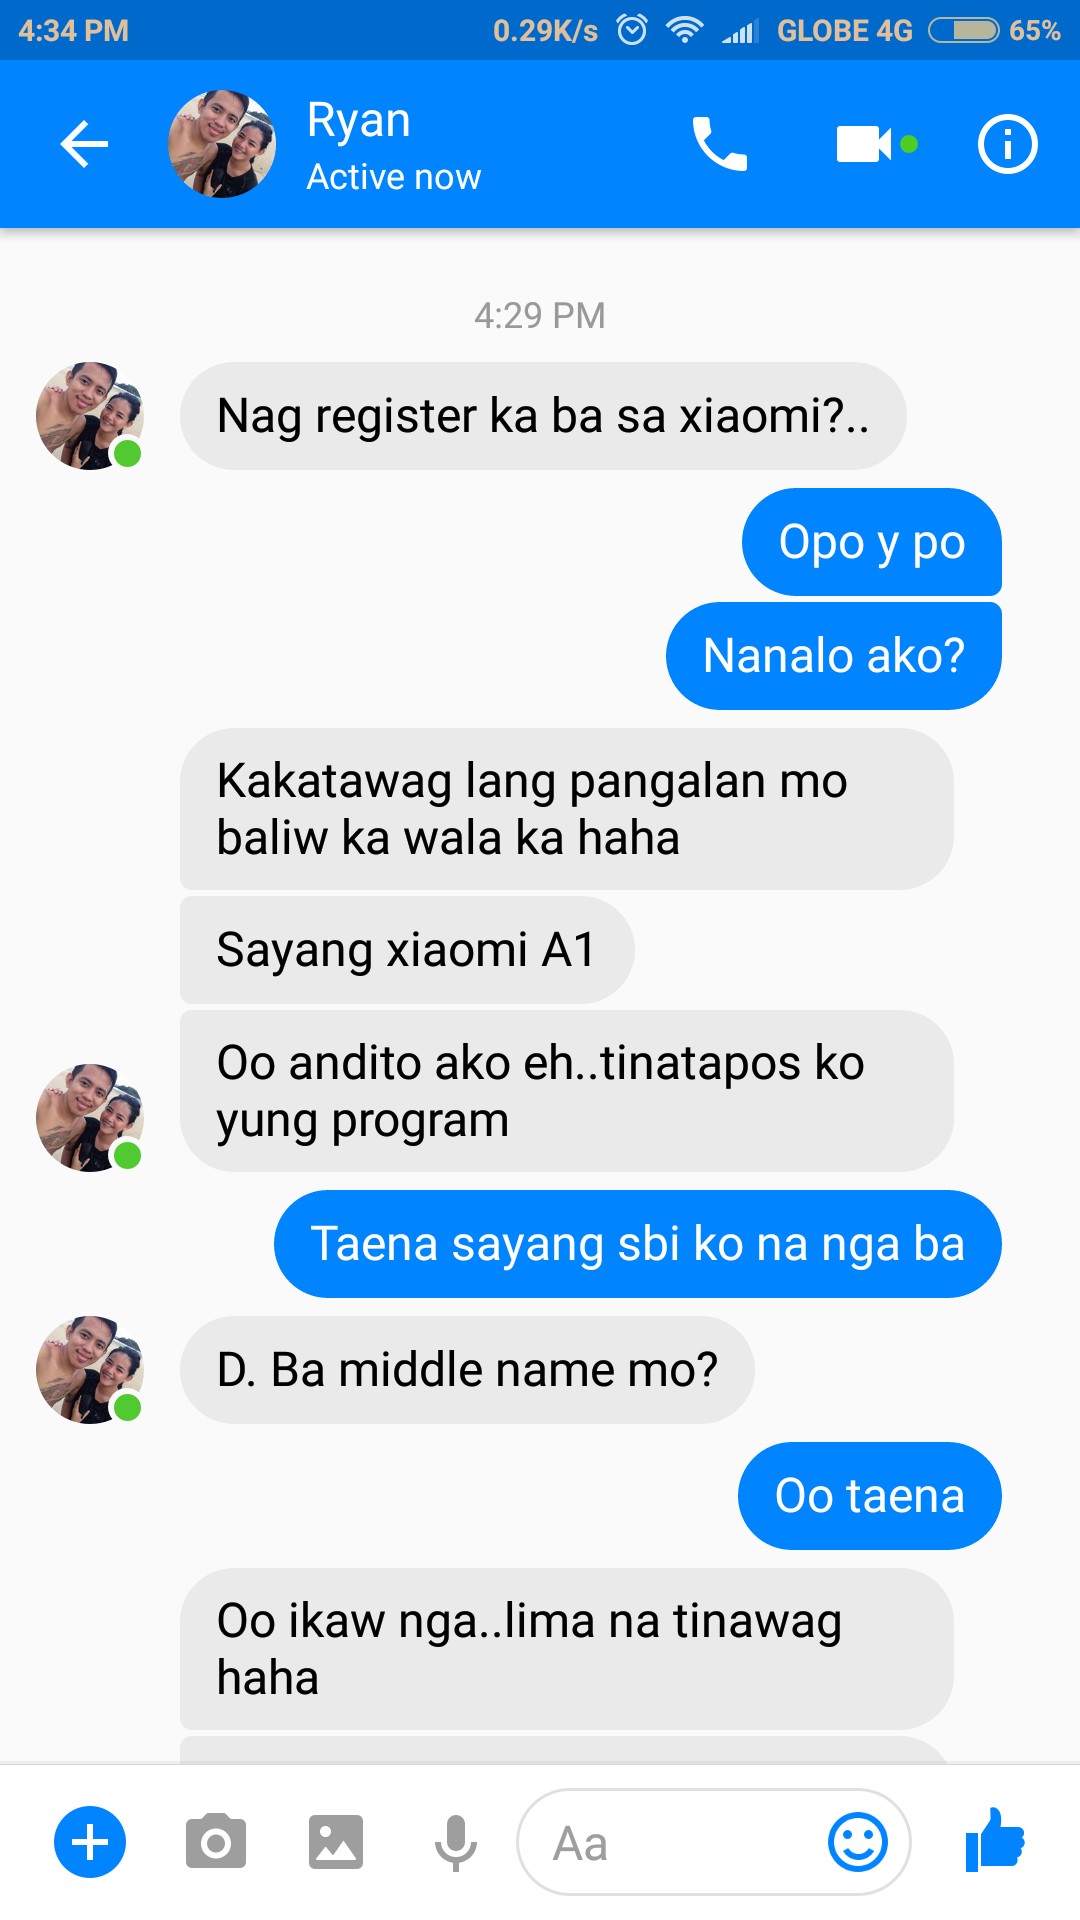 4:34 PM 0.29K/s GLOBE 4G 65%
Ryan
Active now
4:29 PM
Nag register ka ba sa xiaomi?..
Opo y po
Nanalo ako?
Kakatawag lang pangalan mo
baliw ka wala ka haha
Sayang xiaomi A1
Oo andito ako eh..tinatapos ko
yung program
Taena sayang sbi ko na nga ba
D. Ba middle name mo?
Oo taena
Oo ikaw nga..lima na tinawag
haha
Aa